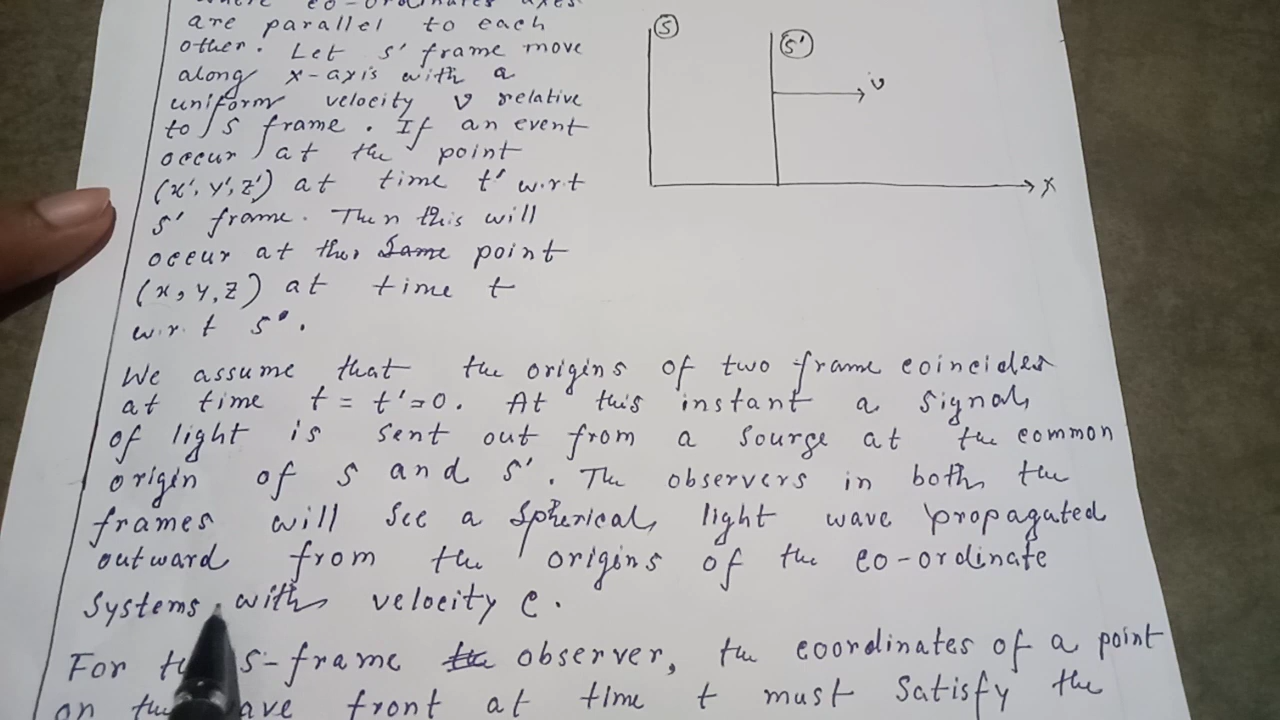 where co-ordinates axes
are parallel to each
other. Let s' frame move
along x-axis with a
uniform velocity v relative
to s frame. If an event
occur at the point
(x', y', z') at time t' w.r.t
s' frame. Then this will
occur at the same point
(x, y, z) at time t
w.r.t s'.
S
S'
v
x
We assume that the origins of two frame coincides
at time t = t' = 0. At this instant a signal
of light is sent out from a sourge at the common
origin of s and s'. The observers in both the
frames will see a spherical light wave propagated
outward from the origins of the co-ordinate
systems with velocity c.
For s-frame observer, the coordinates of a point
on front at time t must satisfy the